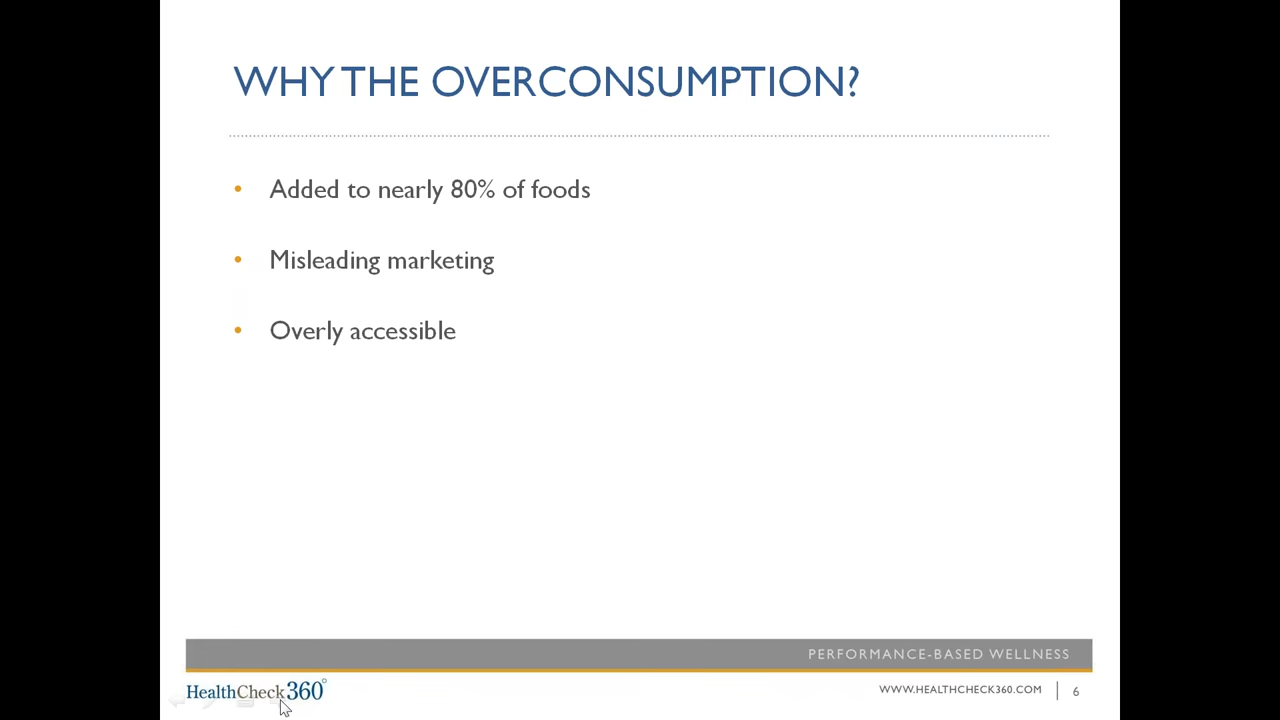 WHY THE OVERCONSUMPTION?
• Added to nearly 80% of foods
• Misleading marketing
• Overly accessible
PERFORMANCE-BASED WELLNESS
HealthCheck360°
WWW.HEALTHCHECK360.COM | 6